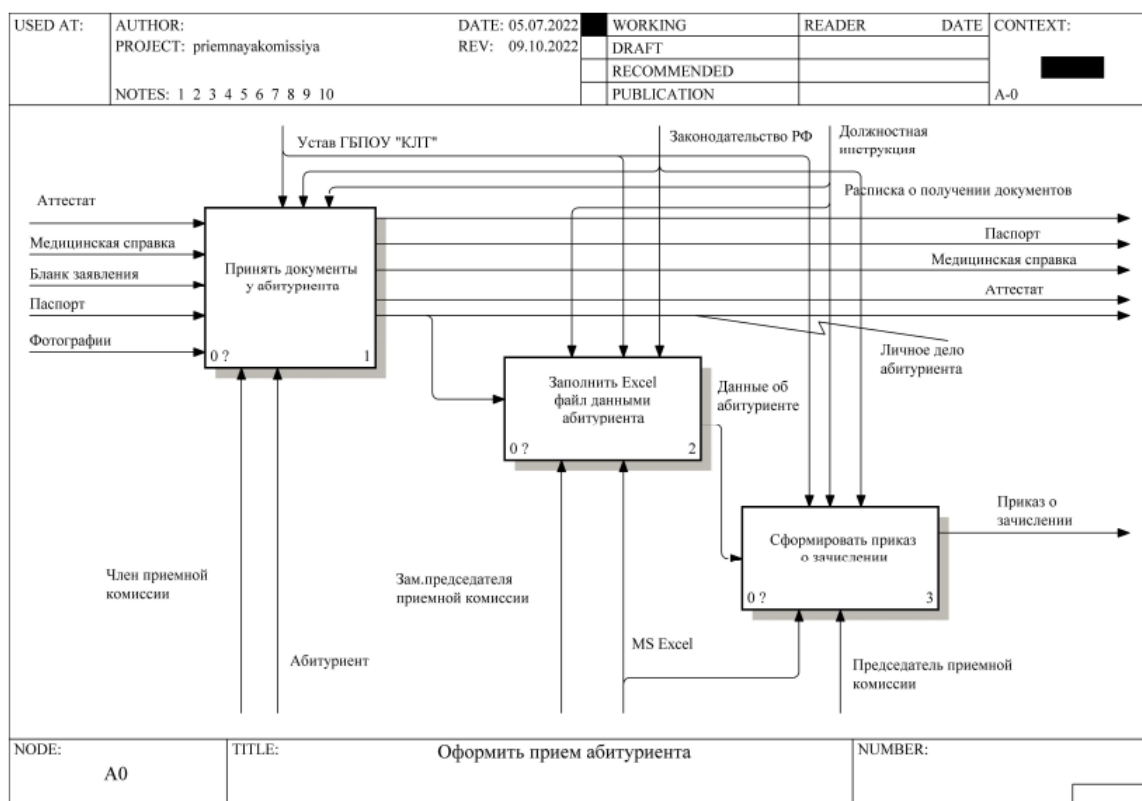 USED AT:
AUTHOR:
DATE: 05.07.2022
WORKING
READER
DATE
CONTEXT:
PROJECT: priemnayakomissiya
REV: 09.10.2022
DRAFT
RECOMMENDED
NOTES: 1 2 3 4 5 6 7 8 9 10
PUBLICATION
A-0
Устав ГБПОУ "КЛТ"
Законодательство РФ
Должностная
инструкция
Аттестат
Медицинская справка
Бланк заявления
Паспорт
Фотографии
Принять документы
у абитуриента
0 ?
1
Расписка о получении документов
Паспорт
Медицинская справка
Аттестат
Личное дело
абитуриента
Заполнить Excel
файл данными
абитуриента
0 ?
2
Данные об
абитуриенте
Сформировать приказ
о зачислении
0 ?
3
Приказ о
зачислении
Член приемной
комиссии
Абитуриент
Зам.председателя
приемной комиссии
MS Excel
Председатель приемной
комиссии
NODE:
A0
TITLE:
Оформить прием абитуриента
NUMBER: